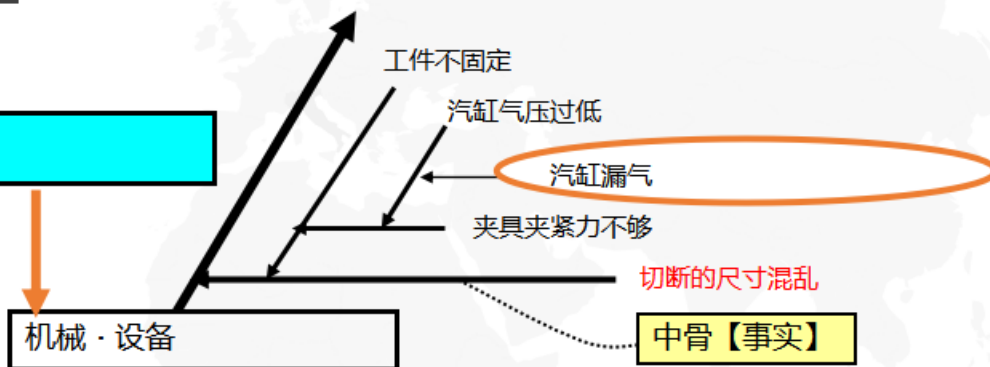 工件不固定
汽缸气压过低
汽缸漏气
夹具夹紧力不够
切断的尺寸混乱
机械·设备
中骨【事实】